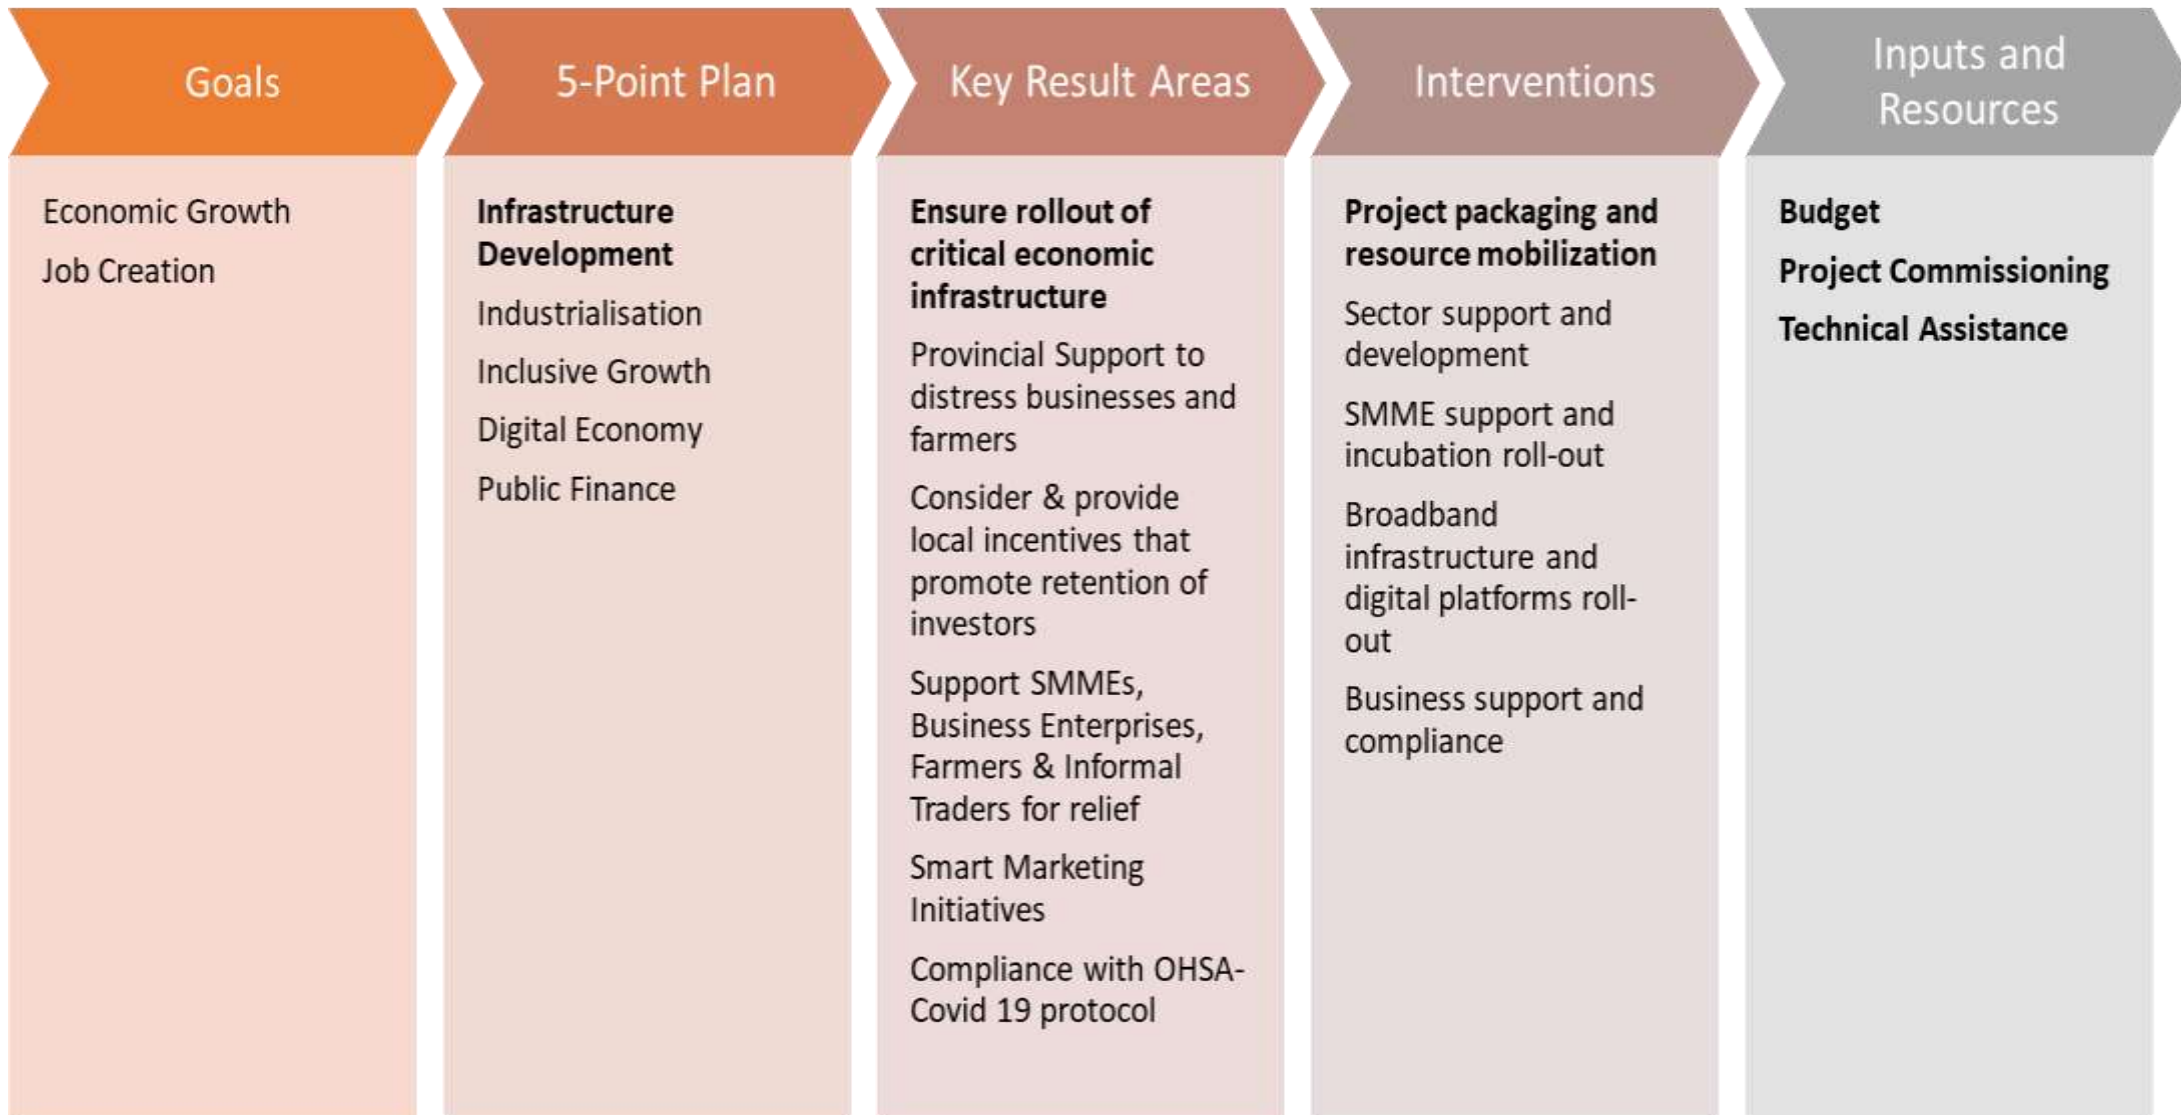 Goals
5-Point Plan
Key Result Areas
Interventions
Inputs and
Resources
Economic Growth
Job Creation
Infrastructure
Development
Industrialisation
Inclusive Growth
Digital Economy
Public Finance
Ensure rollout of
critical economic
infrastructure
Provincial Support to
distress businesses and
farmers
Consider & provide
local incentives that
promote retention of
investors
Support SMMEs,
Business Enterprises,
Farmers & Informal
Traders for relief
Smart Marketing
Initiatives
Compliance with OHSA-
Covid 19 protocol
Project packaging and
resource mobilization
Sector support and
development
SMME support and
incubation roll-out
Broadband
infrastructure and
digital platforms roll-
out
Business support and
compliance
Budget
Project Commissioning
Technical Assistance